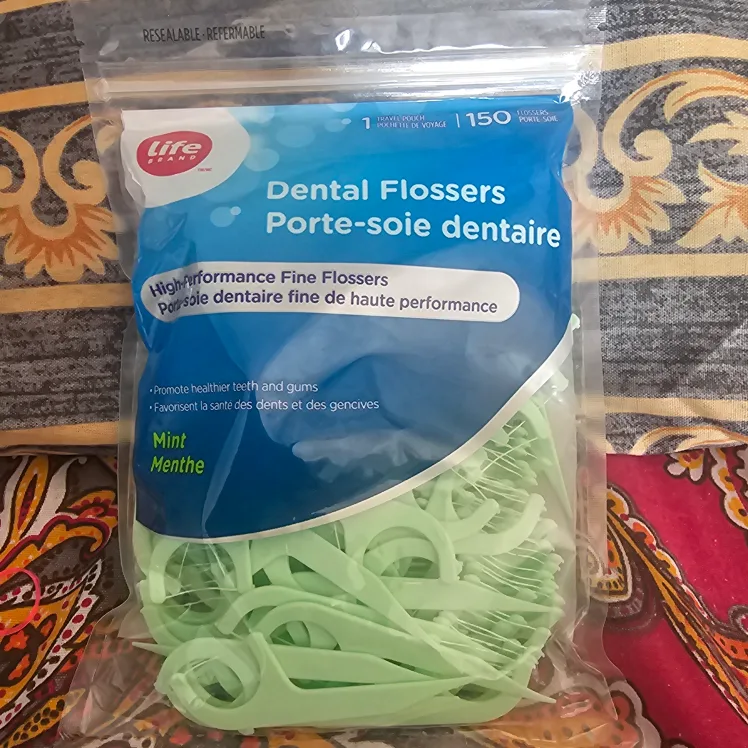 RESEALABLE-REFERMABLE
1 TRAVEL POUCH
POCHETTE DE VOYAGE
150 FLOSSERS
PORTE-SOIE
Life
BRAND
Dental Flossers
Porte-soie dentaire
High-Performance Fine Flossers
Porte-soie dentaire fine de haute performance
• Promote healthier teeth and gums
• Favorisent la santé des dents et des gencives
Mint
Menthe